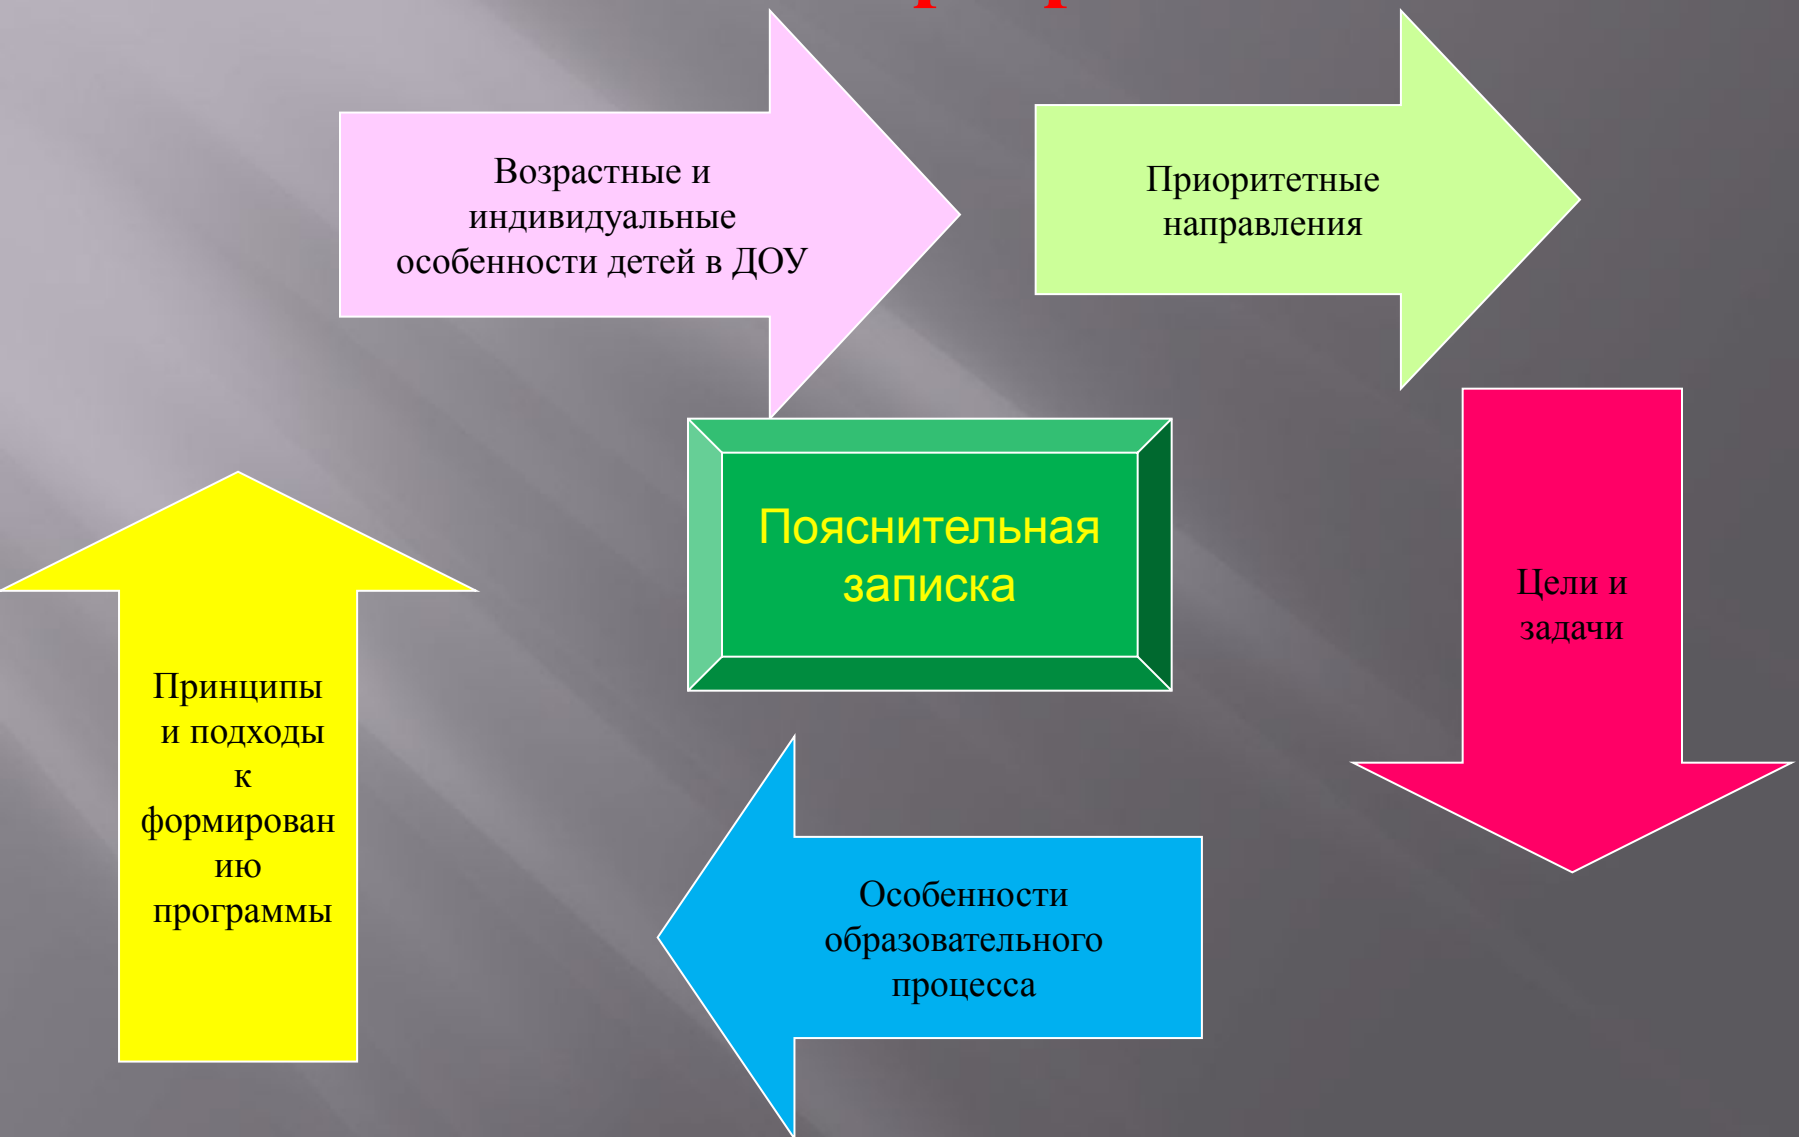 Возрастные и
индивидуальные
особенности детей в ДОУ
Приоритетные
направления
Пояснительная
записка
Цели и
задачи
Принципы
и подходы
к
формирован
ию
программы
Особенности
образовательного
процесса